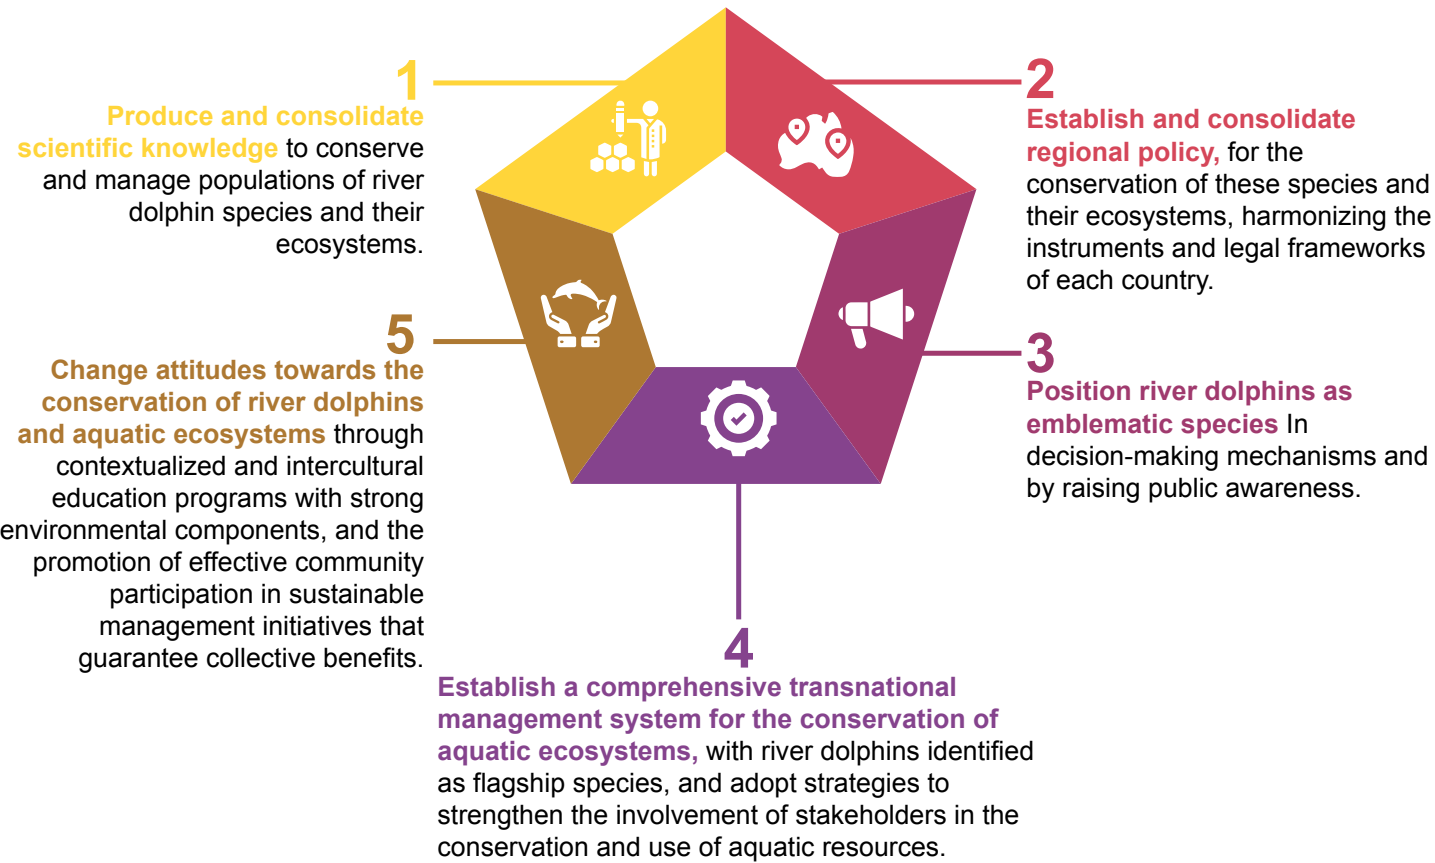 1
Produce and consolidate
scientific knowledge to conserve
and manage populations of river
dolphin species and their
ecosystems.
2
Establish and consolidate
regional policy, for the
conservation of these species and
their ecosystems, harmonizing the
instruments and legal frameworks
of each country.
3
Position river dolphins as
emblematic species In
decision-making mechanisms and
by raising public awareness.
4
Establish a comprehensive transnational
management system for the conservation of
aquatic ecosystems, with river dolphins identified
as flagship species, and adopt strategies to
strengthen the involvement of stakeholders in the
conservation and use of aquatic resources.
5
Change attitudes towards the
conservation of river dolphins
and aquatic ecosystems through
contextualized and intercultural
education programs with strong
environmental components, and the
promotion of effective community
participation in sustainable
management initiatives that
guarantee collective benefits.